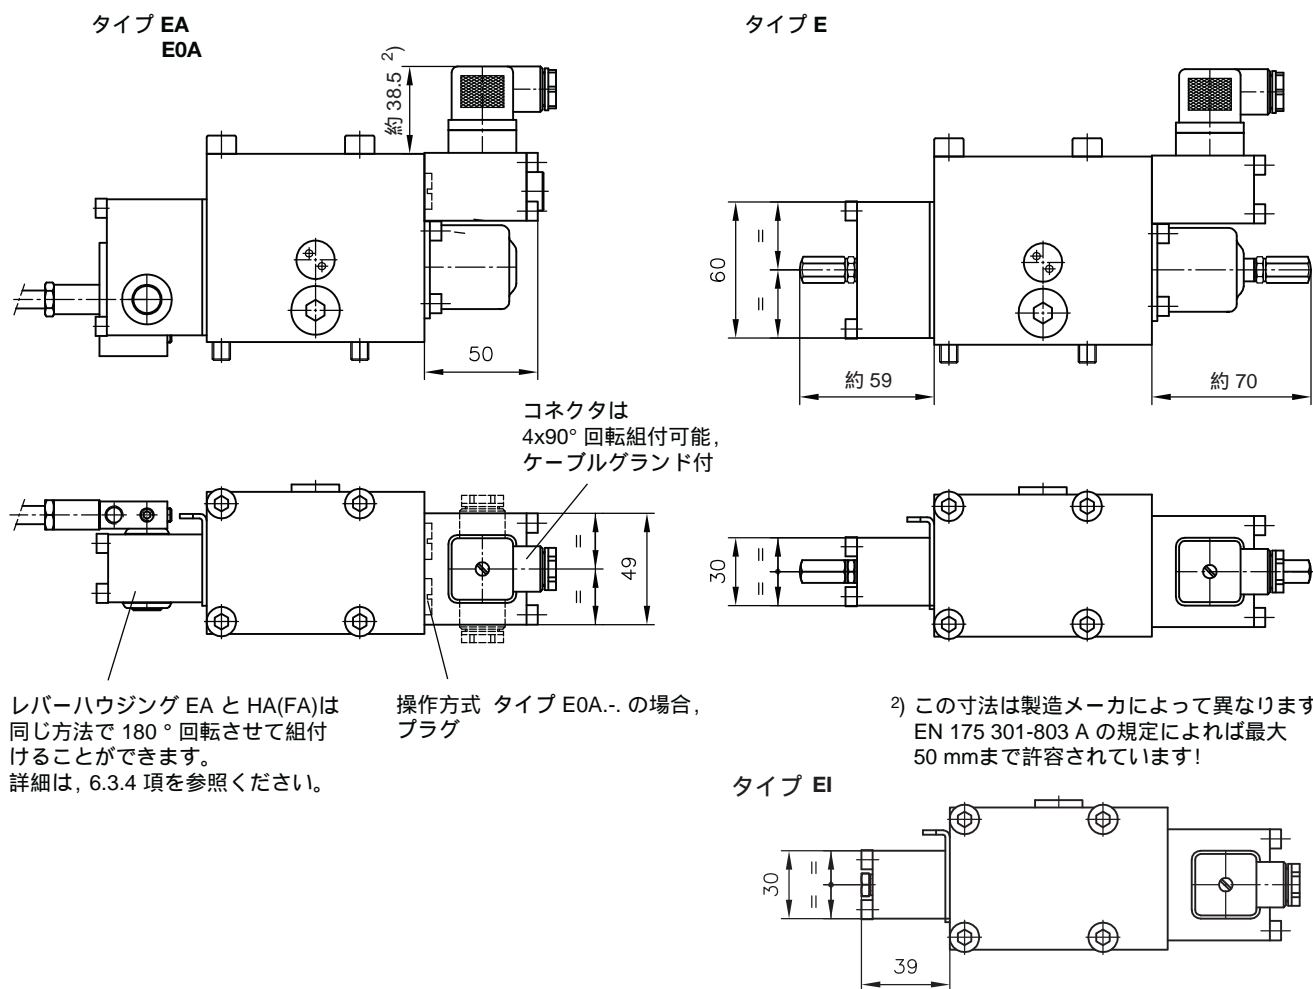 タイプ EA
E0A
約 38.5 ²⁾
50
タイプ E
60
=
=
約 59
約 70
コネクタは
4x90° 回転組付可能,
ケーブルグランド付
=
=
49
30
=
=
レバーハウジング EA と HA(FA)は
同じ方法で 180 ° 回転させて組付
けることができます。
詳細は, 6.3.4 項を参照ください。
操作方式 タイプ E0A.-. の場合,
プラグ
²⁾ この寸法は製造メーカによって異なります
EN 175 301-803 A の規定によれば最大
50 mmまで許容されています!
タイプ EI
30
=
=
39